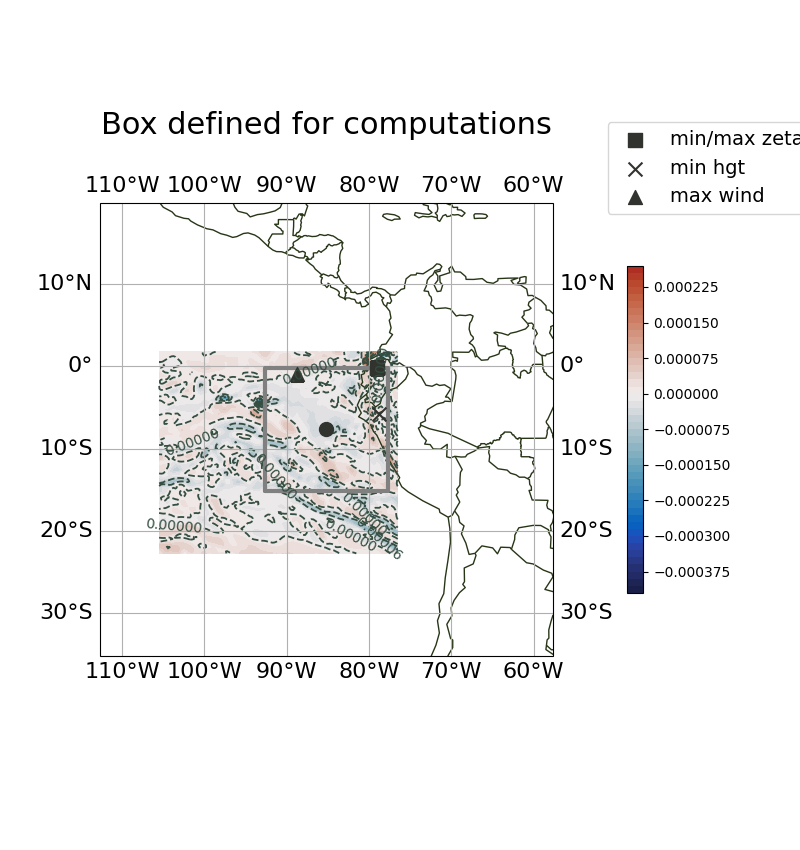 Box defined for computations
min/max zeta
min hgt
max wind
110°W 100°W 90°W 80°W 70°W 60°W
10°N 10°N
0° 0°
10°S 10°S
20°S 20°S
30°S 30°S
110°W 100°W 90°W 80°W 70°W 60°W
0.000225
0.000150
0.000075
0.000000
−0.000075
−0.000150
−0.000225
−0.000300
−0.000375
0.00000
0.00000
0.00000